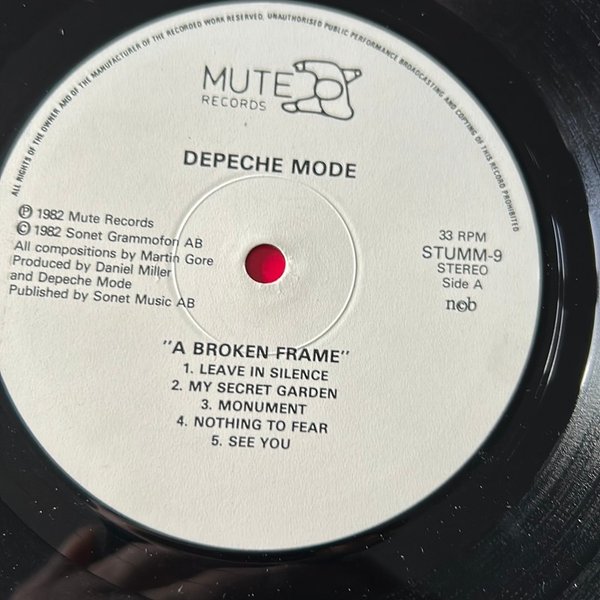 ALL RIGHTS OF THE OWNER AND OF THE MANUFACTURER OF THE RECORDED WORK RESERVED, UNAUTHORISED PUBLIC PERFORMANCE BROADCASTING AND COPYING OF THIS RECORD PROHIBITED
MUTE
RECORDS
DEPECHE MODE
℗ 1982 Mute Records
© 1982 Sonet Grammofon AB
All compositions by Martin Gore
Produced by Daniel Miller
and Depeche Mode
Published by Sonet Music AB
33 RPM
STUMM-9
STEREO
Side A
ncb
"A BROKEN FRAME"
1. LEAVE IN SILENCE
2. MY SECRET GARDEN
3. MONUMENT
4. NOTHING TO FEAR
5. SEE YOU